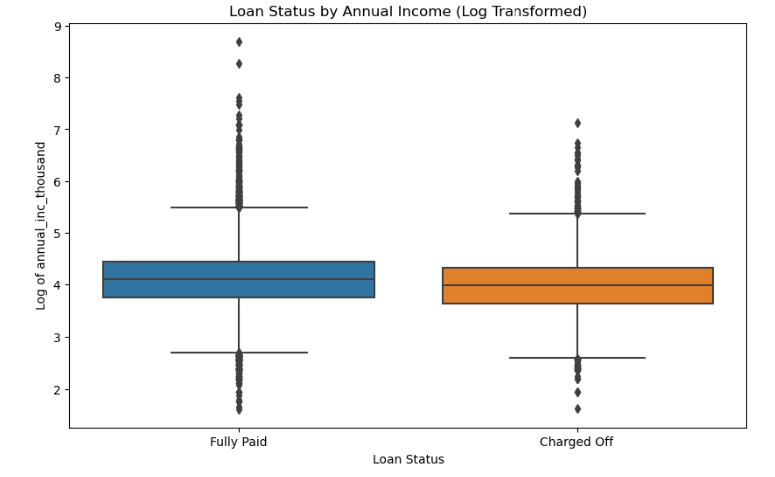 Loan Status by Annual Income (Log Transformed)
9
8
7
6
5
4
3
2
Log of annual_inc_thousand
Fully Paid
Charged Off
Loan Status